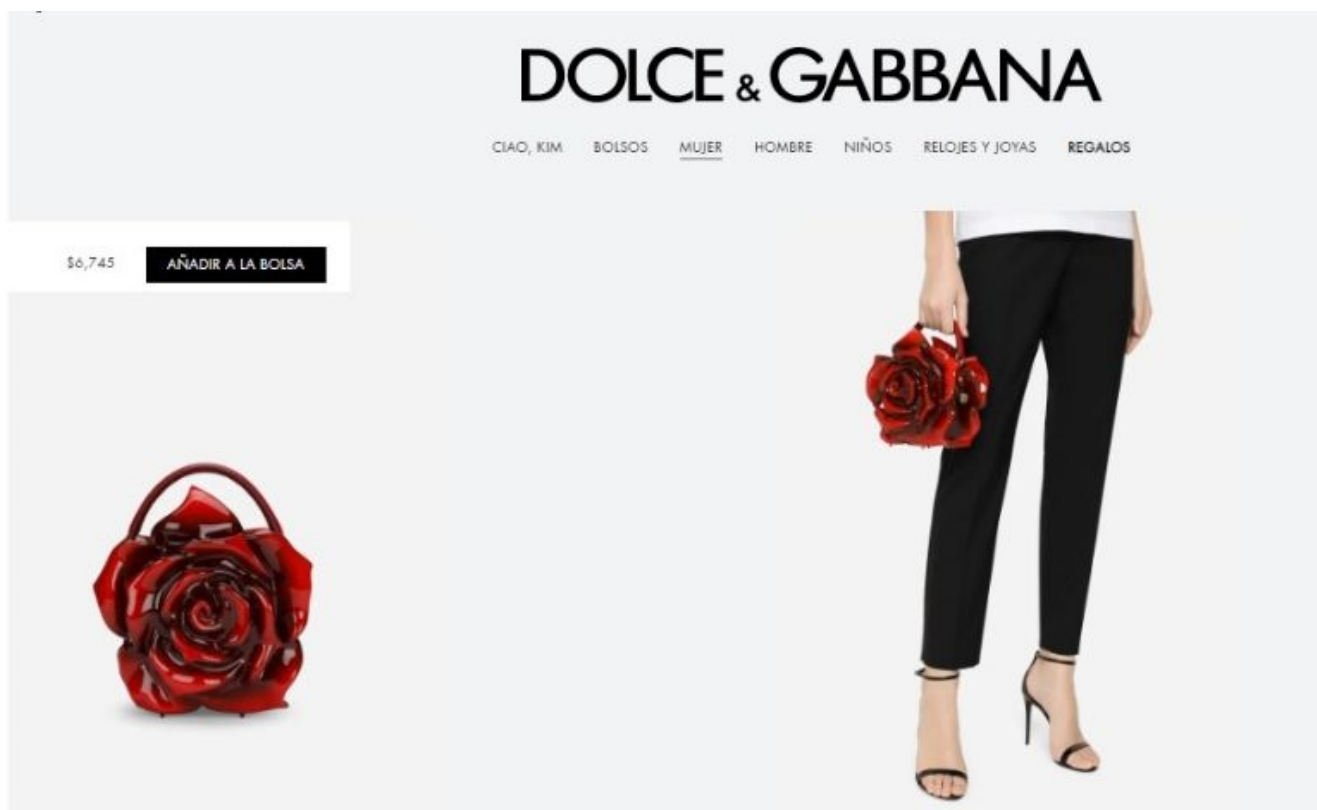 DOLCE & GABBANA
CIAO, KIM BOLSOS MUJER HOMBRE NIÑOS RELOJES Y JOYAS REGALOS
$6,745 AÑADIR A LA BOLSA